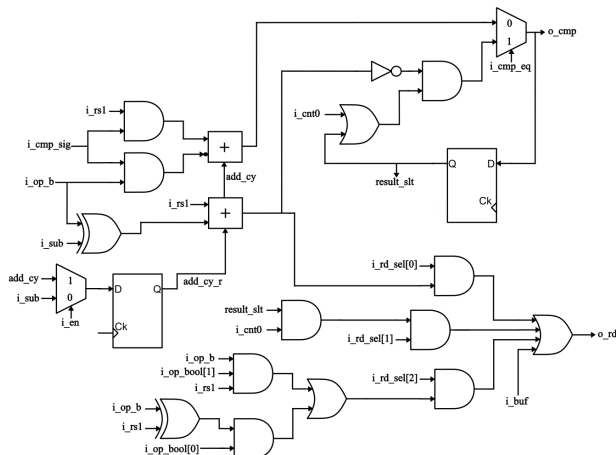 0
o_cmp
1
i_cmp_eq
i_rs1
i_cnt0
i_cmp_sig
+
Q
D
i_op_b
add_cy
result_slt
Ck
i_rs1
+
i_sub
i_rd_sel[0]
add_cy
1
D
Q
add_cy_r
i_sub
0
result_slt
i_en
Ck
i_cnt0
i_rd_sel[1]
o_rd
i_op_b
i_op_bool[1]
i_rd_sel[2]
i_rs1
i_op_b
i_buf
i_rs1
i_op_bool[0]